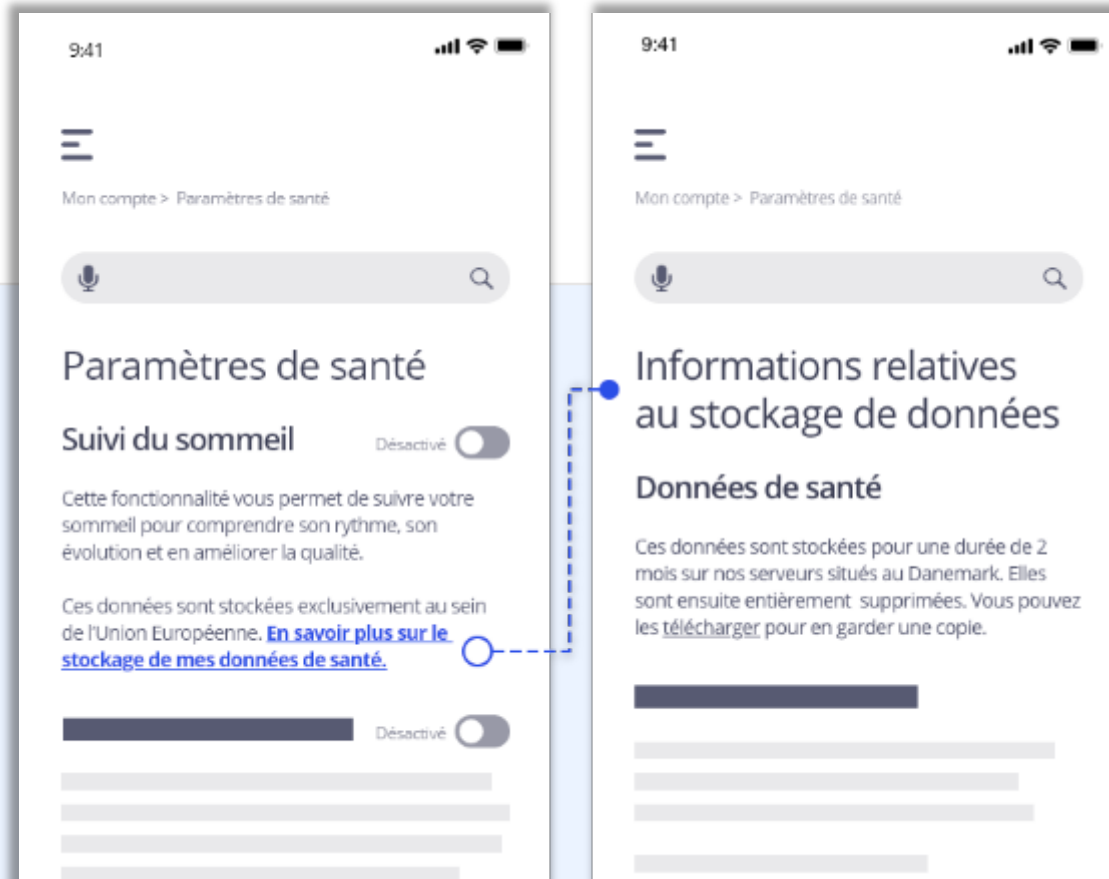 9:41
Mon compte > Paramètres de santé
Paramètres de santé
Suivi du sommeil
Désactivé
Cette fonctionnalité vous permet de suivre votre
sommeil pour comprendre son rythme, son
évolution et en améliorer la qualité.
Ces données sont stockées exclusivement au sein
de l'Union Européenne. En savoir plus sur le
stockage de mes données de santé.
Désactivé
9:41
Mon compte > Paramètres de santé
Informations relatives
au stockage de données
Données de santé
Ces données sont stockées pour une durée de 2
mois sur nos serveurs situés au Danemark. Elles
sont ensuite entièrement supprimées. Vous pouvez
les télécharger pour en garder une copie.